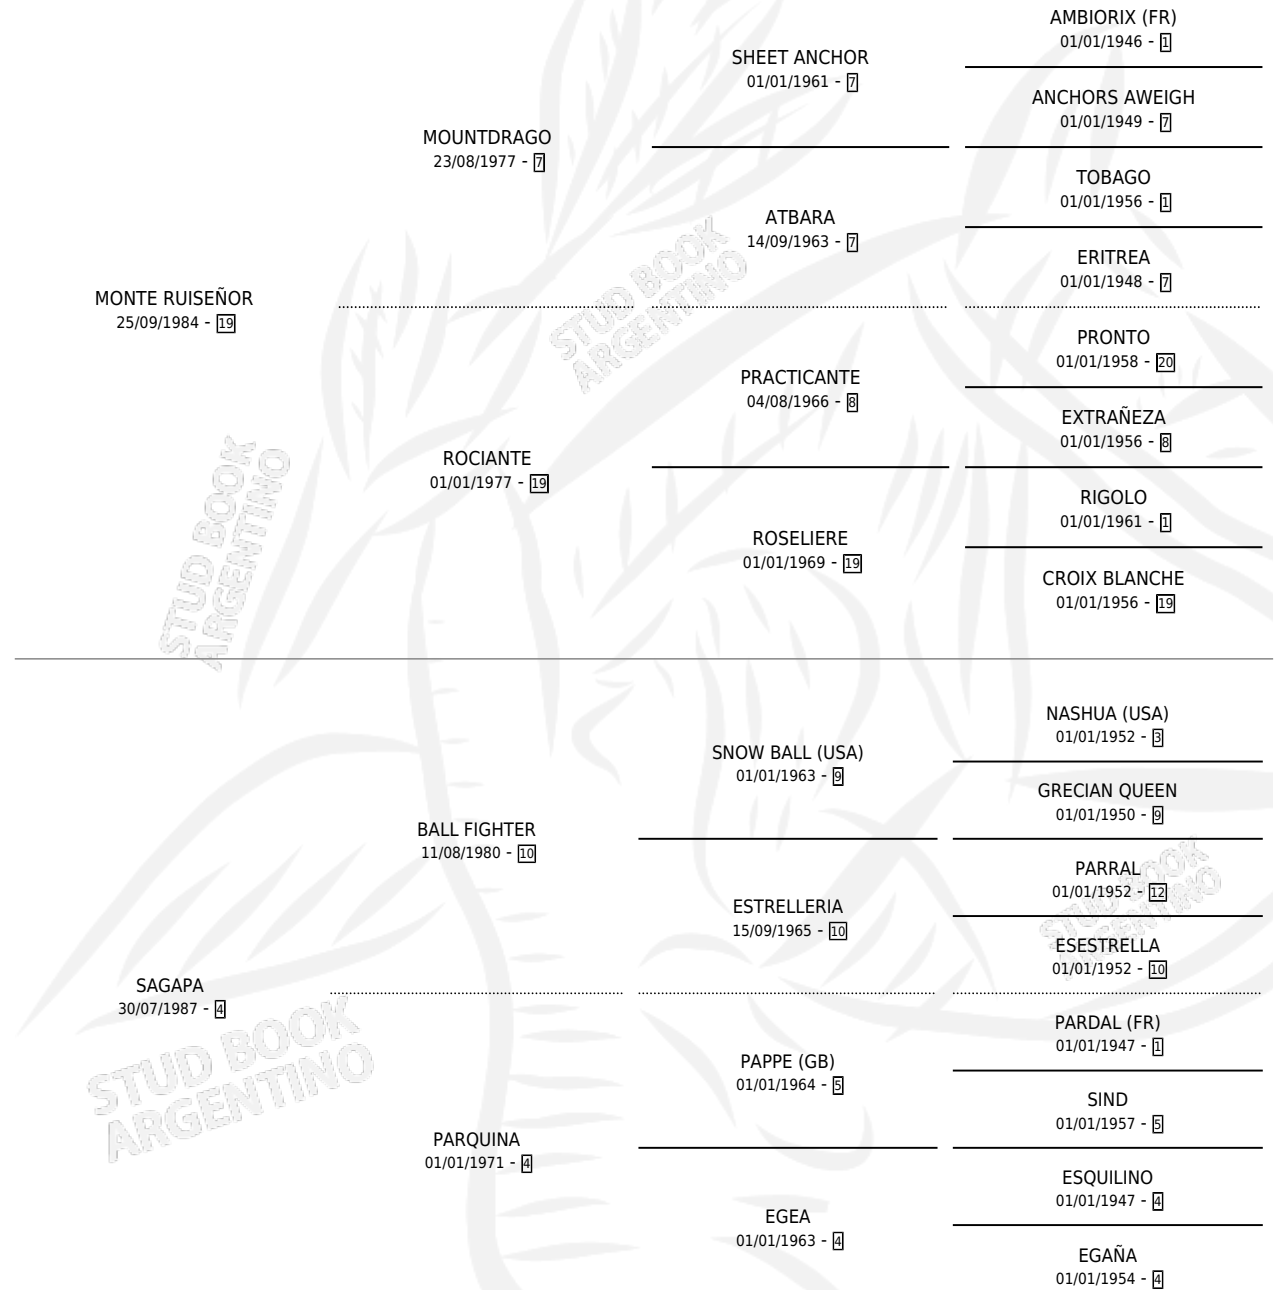 AMBIORIX (FR)
01/01/1946 - 1
SHEET ANCHOR
01/01/1961 - 7
ANCHORS AWEIGH
01/01/1949 - 7
MOUNTDRAGO
23/08/1977 - 7
TOBAGO
01/01/1956 - 1
ATBARA
14/09/1963 - 7
ERITREA
01/01/1948 - 7
MONTE RUISEÑOR
25/09/1984 - 19
PRONTO
01/01/1958 - 20
PRACTICANTE
04/08/1966 - 8
EXTRAÑEZA
01/01/1956 - 8
ROCIANTE
01/01/1977 - 19
RIGOLO
01/01/1961 - 1
ROSELIERE
01/01/1969 - 19
CROIX BLANCHE
01/01/1956 - 19
NASHUA (USA)
01/01/1952 - 3
SNOW BALL (USA)
01/01/1963 - 9
GRECIAN QUEEN
01/01/1950 - 9
BALL FIGHTER
11/08/1980 - 10
PARRAL
01/01/1952 - 12
ESTRELLERIA
15/09/1965 - 10
ESESTRELLA
01/01/1952 - 10
SAGAPA
30/07/1987 - 4
PARDAL (FR)
01/01/1947 - 1
PAPPE (GB)
01/01/1964 - 5
SIND
01/01/1957 - 5
PARQUINA
01/01/1971 - 4
ESQUILINO
01/01/1947 - 4
EGEA
01/01/1963 - 4
EGAÑA
01/01/1954 - 4
STUD BOOK
ARGENTINO
STUD BOOK
ARGENTINO
STUD BOOK
ARGENTINO
STUD BOOK
ARGENTINO